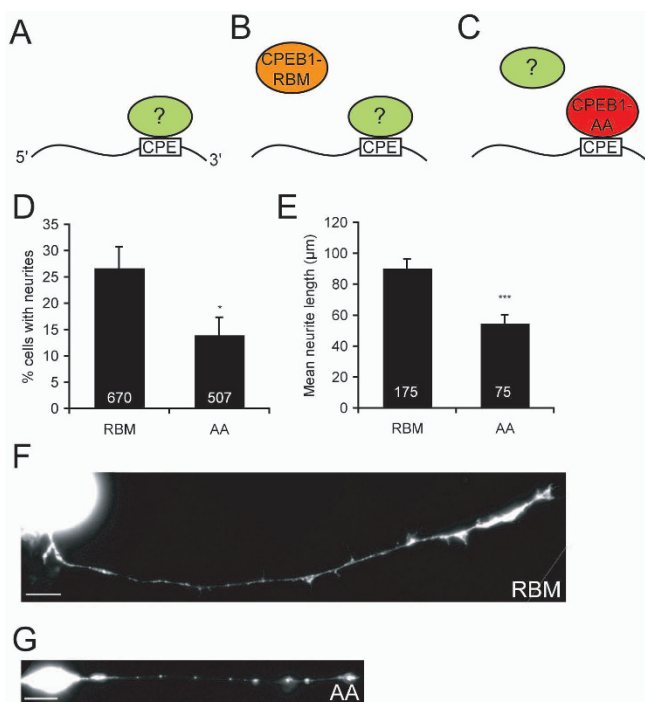 A
B
C
CPEB1-
RBM
?
CPE
5'
3'
?
CPE
?
CPEB1-
AA
CPE
D
% cells with neurites
35
30
25
20
15
10
5
0
*
670
507
RBM
AA
E
Mean neurite length (µm)
120
100
80
60
40
20
0
***
175
75
RBM
AA
F
RBM
G
AA